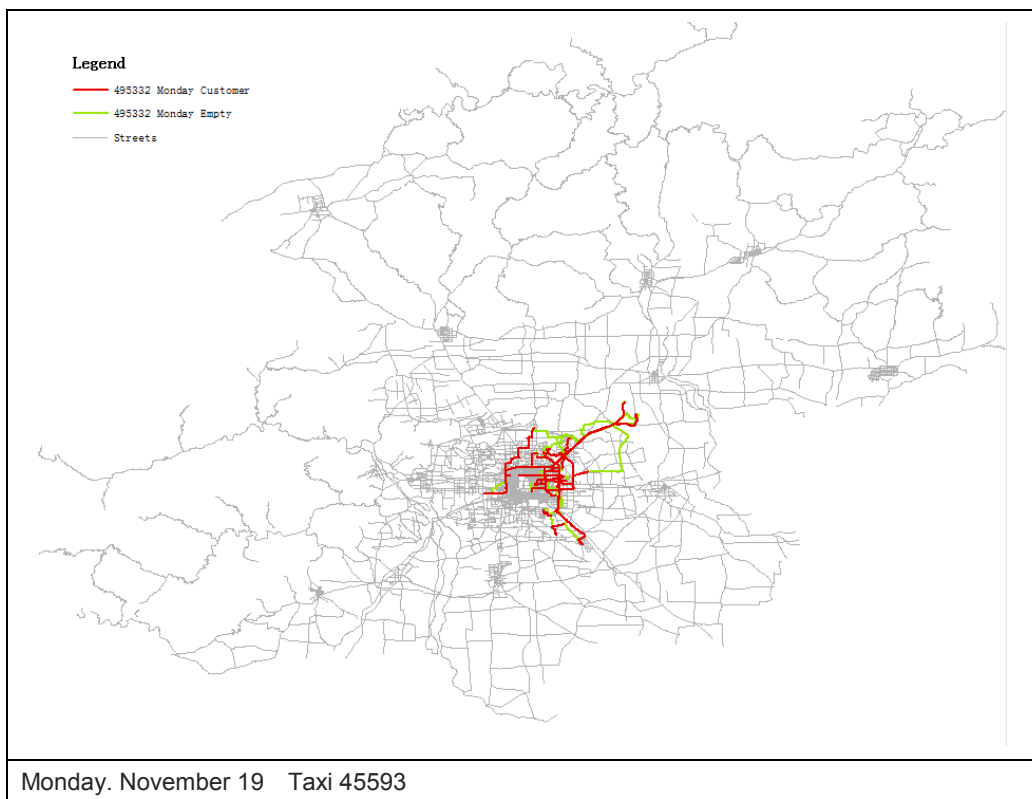 Legend
495332 Monday Customer
495332 Monday Empty
Streets
Monday. November 19 Taxi 45593